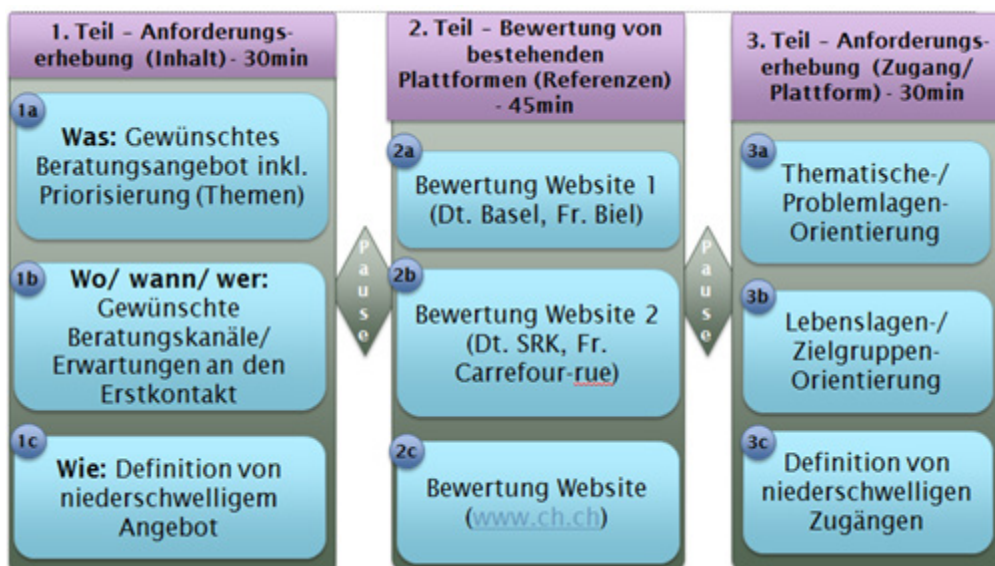 1. Teil – Anforderungs-
erhebung (Inhalt) - 30min
1a
Was: Gewünschtes
Beratungsangebot inkl.
Priorisierung (Themen)
1b
Wo/ wann/ wer:
Gewünschte
Beratungskanäle/
Erwartungen an den
Erstkontakt
1c
Wie: Definition von
niederschwelligem
Angebot
Pause
2. Teil – Bewertung von
bestehenden
Plattformen (Referenzen)
- 45min
2a
Bewertung Website 1
(Dt. Basel, Fr. Biel)
2b
Bewertung Website 2
(Dt. SRK, Fr.
Carrefour-rue)
2c
Bewertung Website
(www.ch.ch)
Pause
3. Teil – Anforderungs-
erhebung (Zugang/
Plattform) - 30min
3a
Thematische-/
Problemlagen-
Orientierung
3b
Lebenslagen-/
Zielgruppen-
Orientierung
3c
Definition von
niederschwelligen
Zugängen